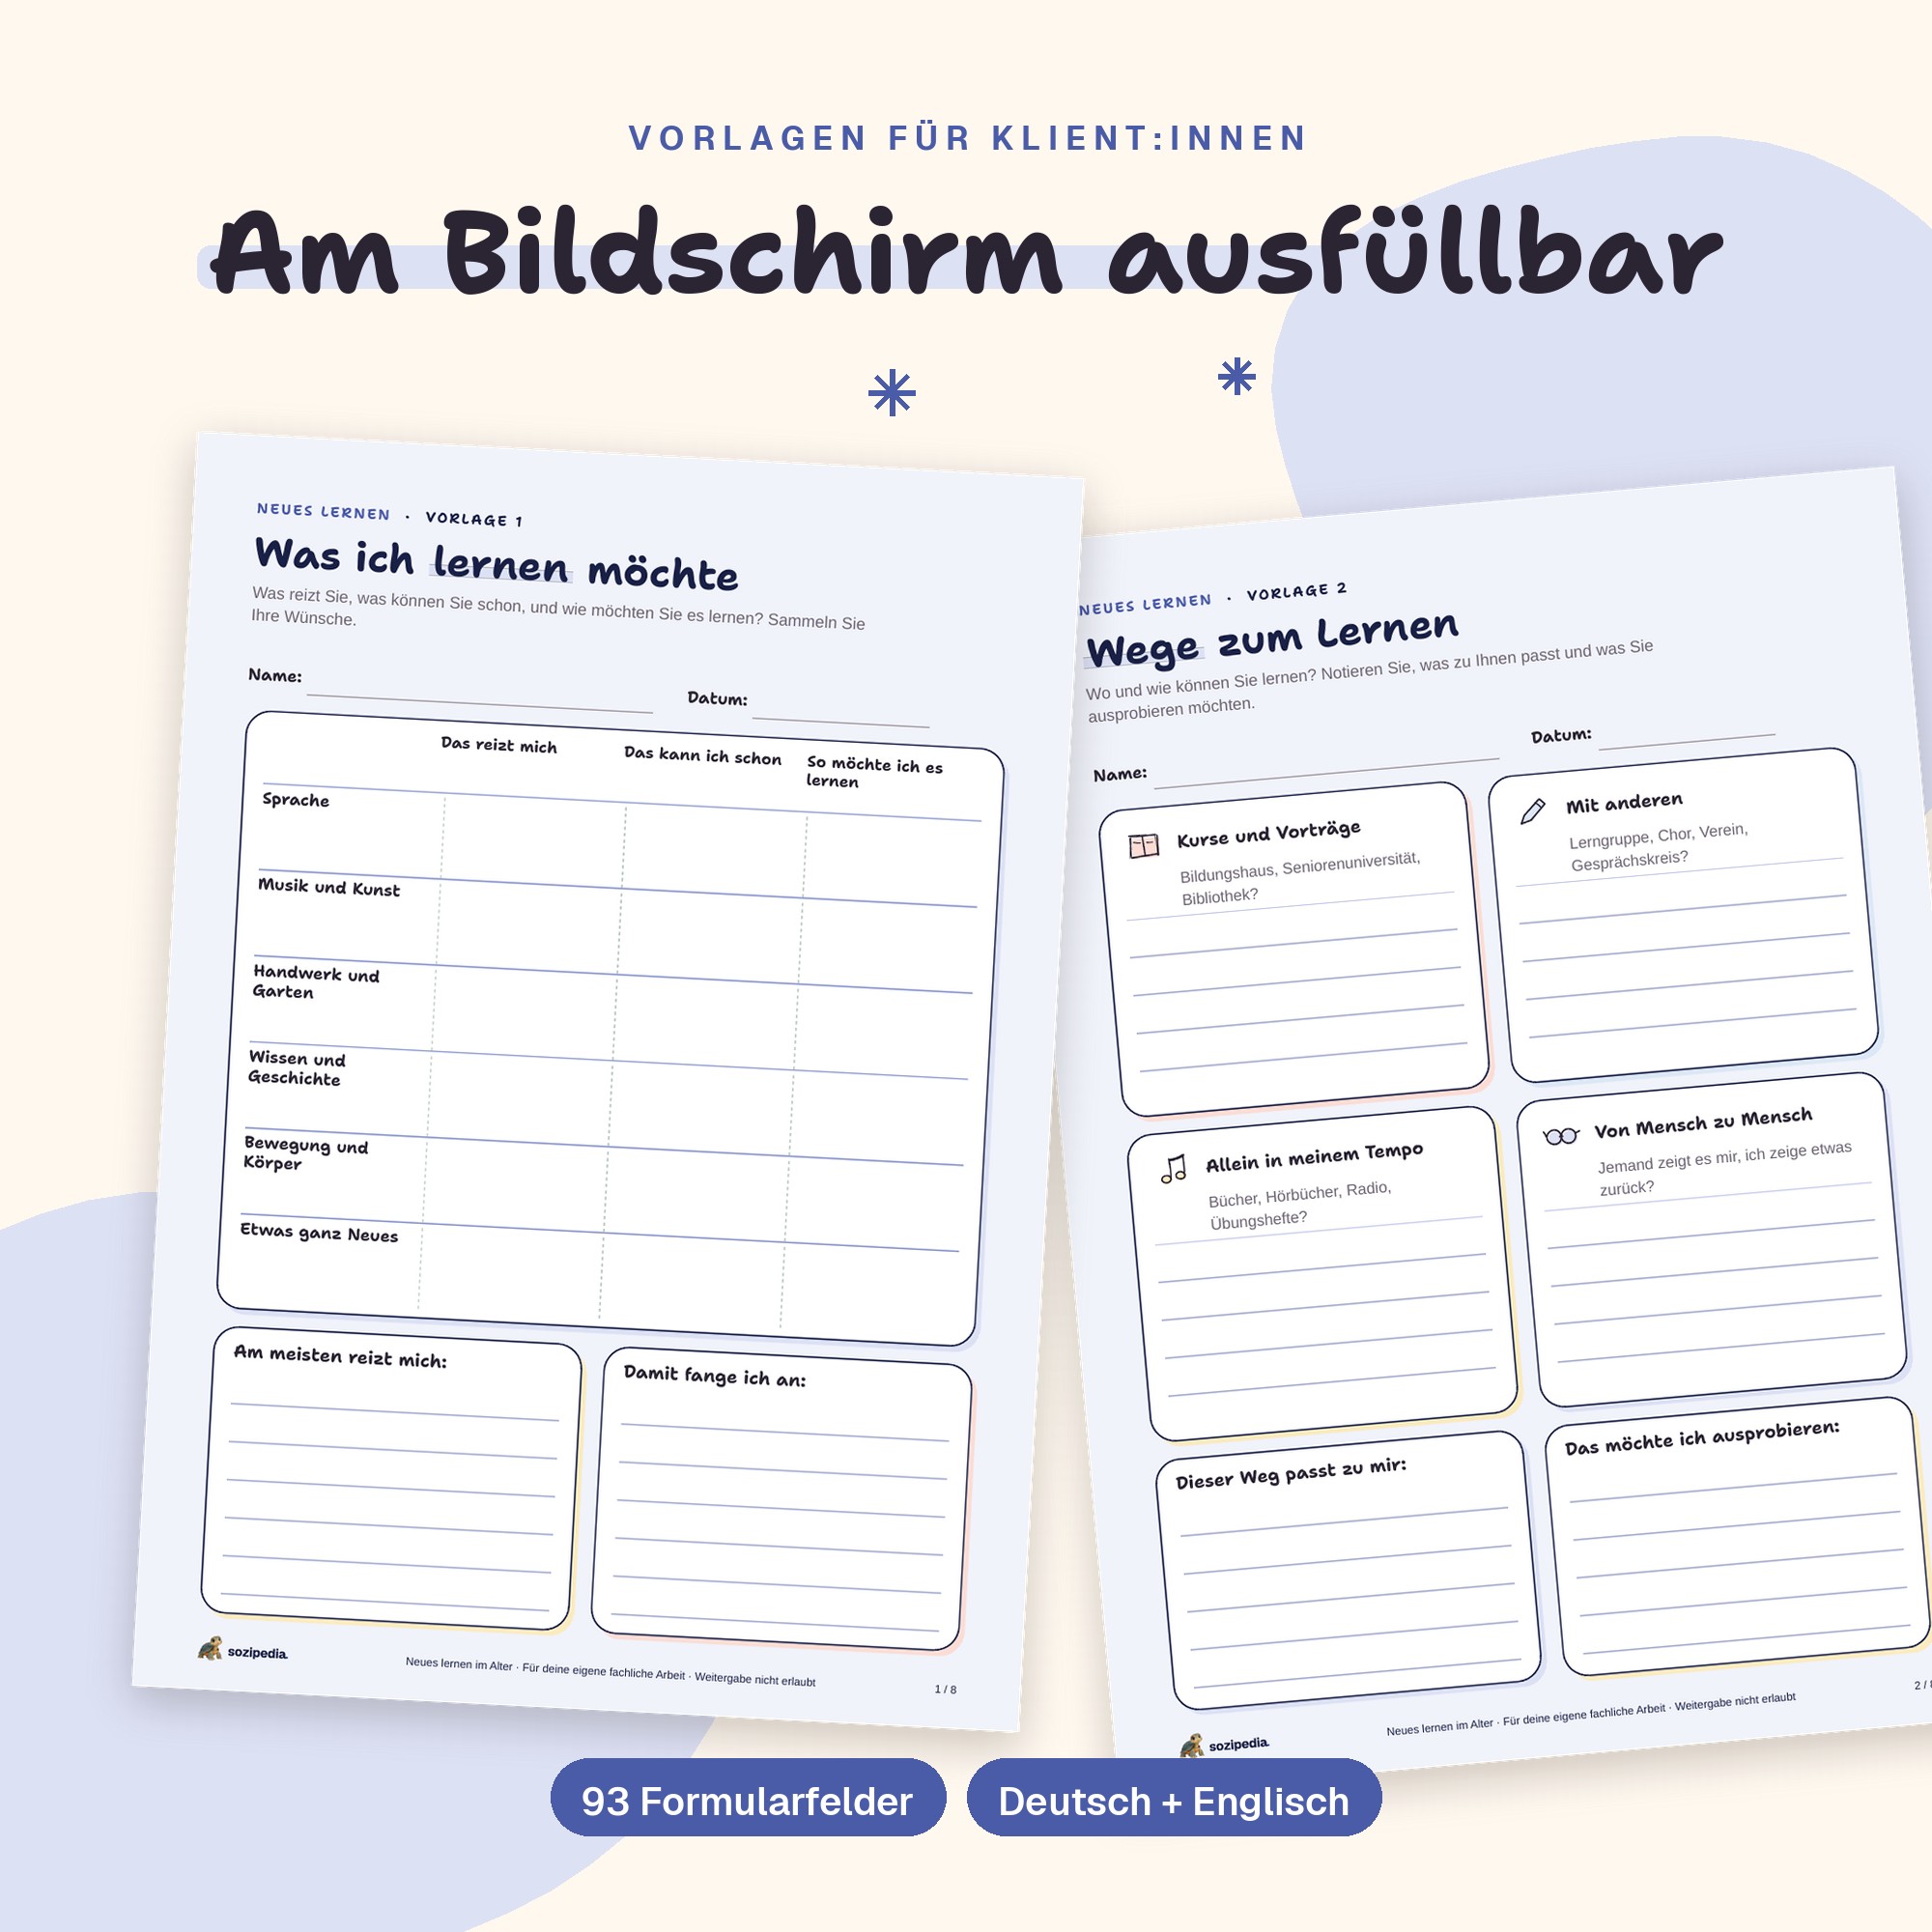 VORLAGEN FÜR KLIENT:INNEN
Am Bildschirm ausfüllbar
NEUES LERNEN · VORLAGE 1
Was ich lernen möchte
Was reizt Sie, was können Sie schon, und wie möchten Sie es lernen? Sammeln Sie
Ihre Wünsche.
Name:
Datum:
Das reizt mich
Das kann ich schon
So möchte ich es
lernen
Sprache
Musik und Kunst
Handwerk und
Garten
Wissen und
Geschichte
Bewegung und
Körper
Etwas ganz Neues
Am meisten reizt mich:
Damit fange ich an:
sozipedia.
Neues lernen im Alter · Für deine eigene fachliche Arbeit · Weitergabe nicht erlaubt
1 / 8
NEUES LERNEN · VORLAGE 2
Wege zum Lernen
Wo und wie können Sie lernen? Notieren Sie, was zu Ihnen passt und was Sie
ausprobieren möchten.
Name:
Datum:
Kurse und Vorträge
Bildungshaus, Seniorenuniversität,
Bibliothek?
Mit anderen
Lerngruppe, Chor, Verein,
Gesprächskreis?
Allein in meinem Tempo
Bücher, Hörbücher, Radio,
Übungshefte?
Von Mensch zu Mensch
Jemand zeigt es mir, ich zeige etwas
zurück?
Dieser Weg passt zu mir:
Das möchte ich ausprobieren:
sozipedia.
Neues lernen im Alter · Für deine eigene fachliche Arbeit · Weitergabe nicht erlaubt
2 / 8
93 Formularfelder
Deutsch + Englisch